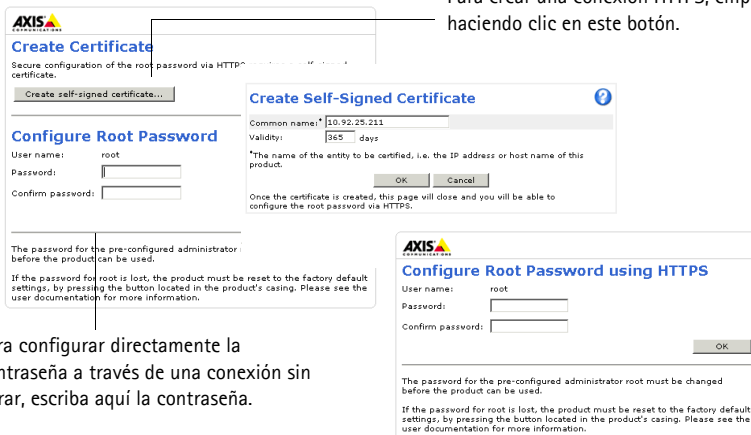 Para crear una conexión HTTPS,
haciendo clic en este botón.
AXIS
COMMUNICATIONS
Create Certificate
Secure configuration of the root password via
certificate.
Create self-signed certificate...
Configure Root Password
User name: root
Password:
Confirm password:
The password for the pre-configured administrator
before the product can be used.
If the password for root is lost, the product must be reset to the factory default
settings, by pressing the button located in the product's casing. Please see the
user documentation for more information.
Create Self-Signed Certificate
Common name:* 10.92.25.211
Validity: 365 days
*The name of the entity to be certified, i.e. the IP address or host name of this
product.
OK Cancel
Once the certificate is created, this page will close and you will be able to
configure the root password via HTTPS.
AXIS
COMMUNICATIONS
Configure Root Password using HTTPS
User name: root
Password:
Confirm password:
OK
The password for the pre-configured administrator root must be changed
before the product can be used.
If the password for root is lost, the product must be reset to the factory default
settings, by pressing the button located in the product's casing. Please see the
user documentation for more information.
ra configurar directamente la
ntraseña a través de una conexión sin
rar, escriba aquí la contraseña.